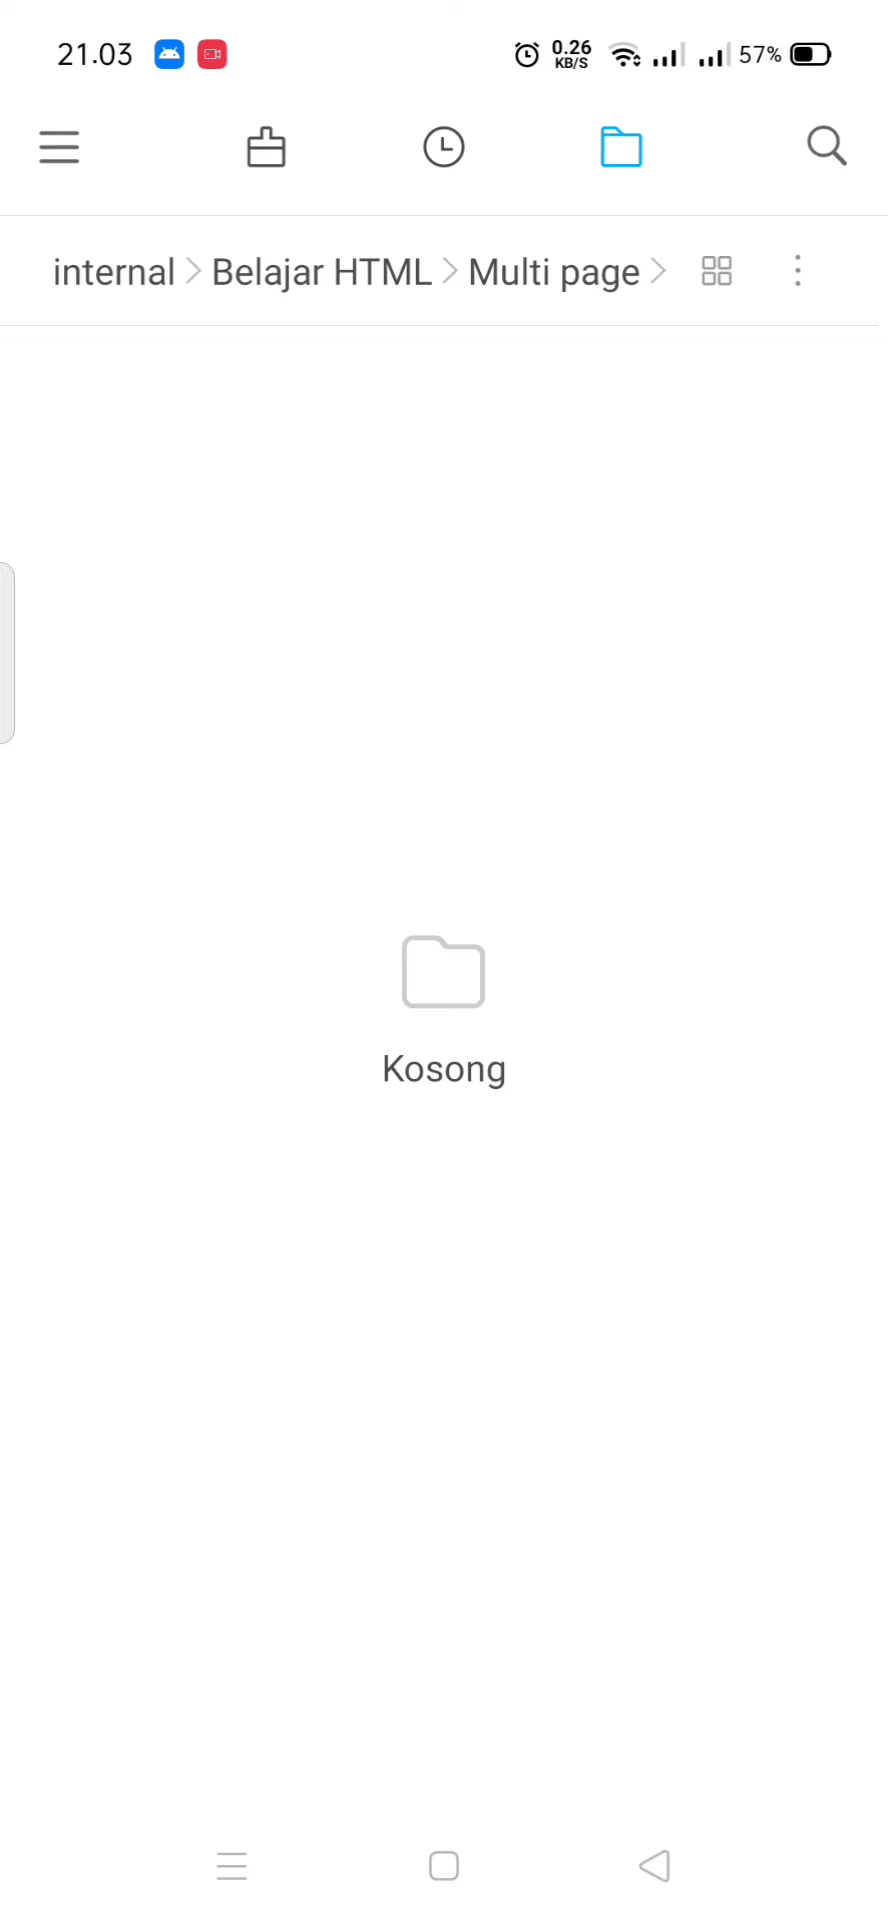 21.03 0.26 KB/S 57%
internal > Belajar HTML > Multi page >
Kosong